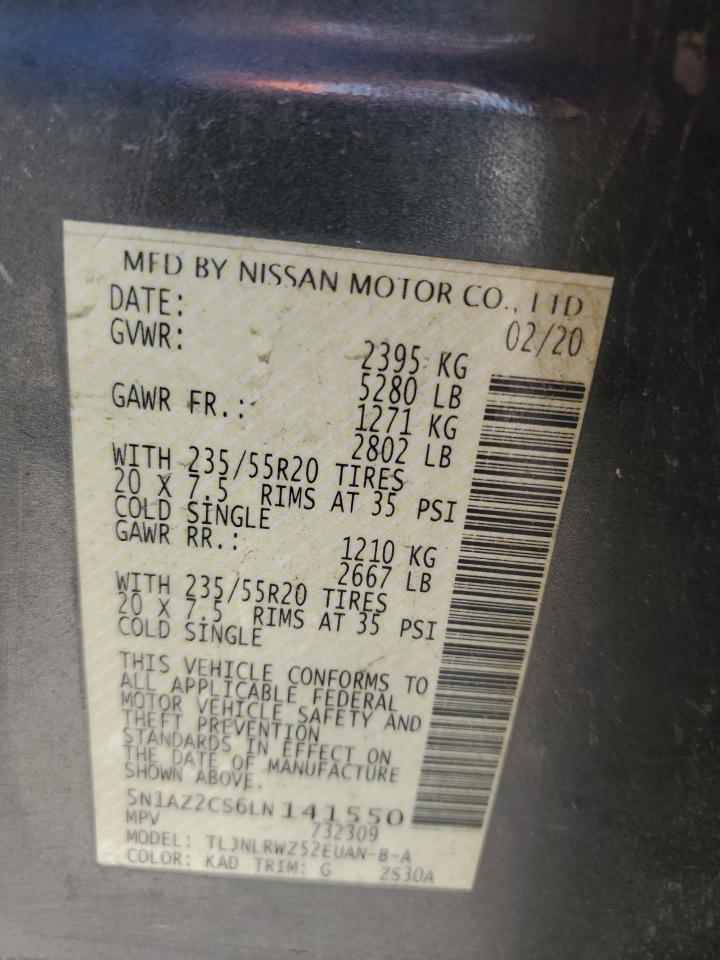 MFD BY NISSAN MOTOR CO., LTD
DATE: 02/20
GVWR: 2395 KG
5280 LB
GAWR FR.: 1271 KG
2802 LB
WITH 235/55R20 TIRES
20 X 7.5 RIMS AT 35 PSI
COLD SINGLE
GAWR RR.: 1210 KG
2667 LB
WITH 235/55R20 TIRES
20 X 7.5 RIMS AT 35 PSI
COLD SINGLE
THIS VEHICLE CONFORMS TO
ALL APPLICABLE FEDERAL
MOTOR VEHICLE SAFETY AND
THEFT PREVENTION
STANDARDS IN EFFECT ON
THE DATE OF MANUFACTURE
SHOWN ABOVE.
5N1AZ2CS6LN141550
MPV 732309
MODEL: TLJNLRWZ52EUAN-B-A
COLOR: KAD TRIM: G ZS30A